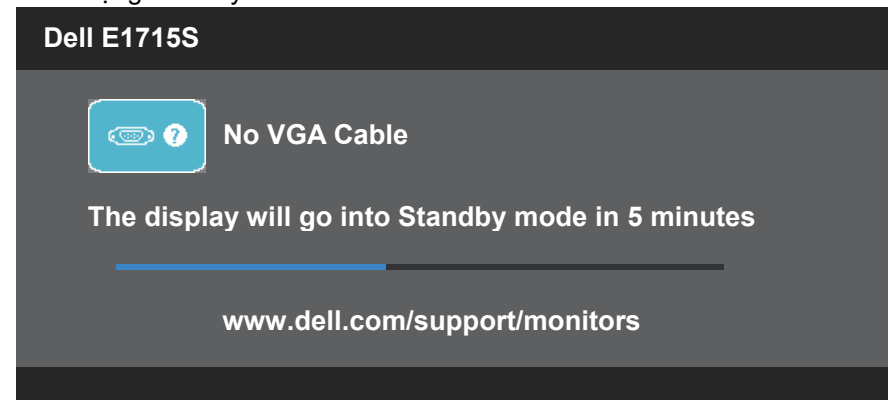 Dell E1715S
No VGA Cable
The display will go into Standby mode in 5 minutes
www.dell.com/support/monitors